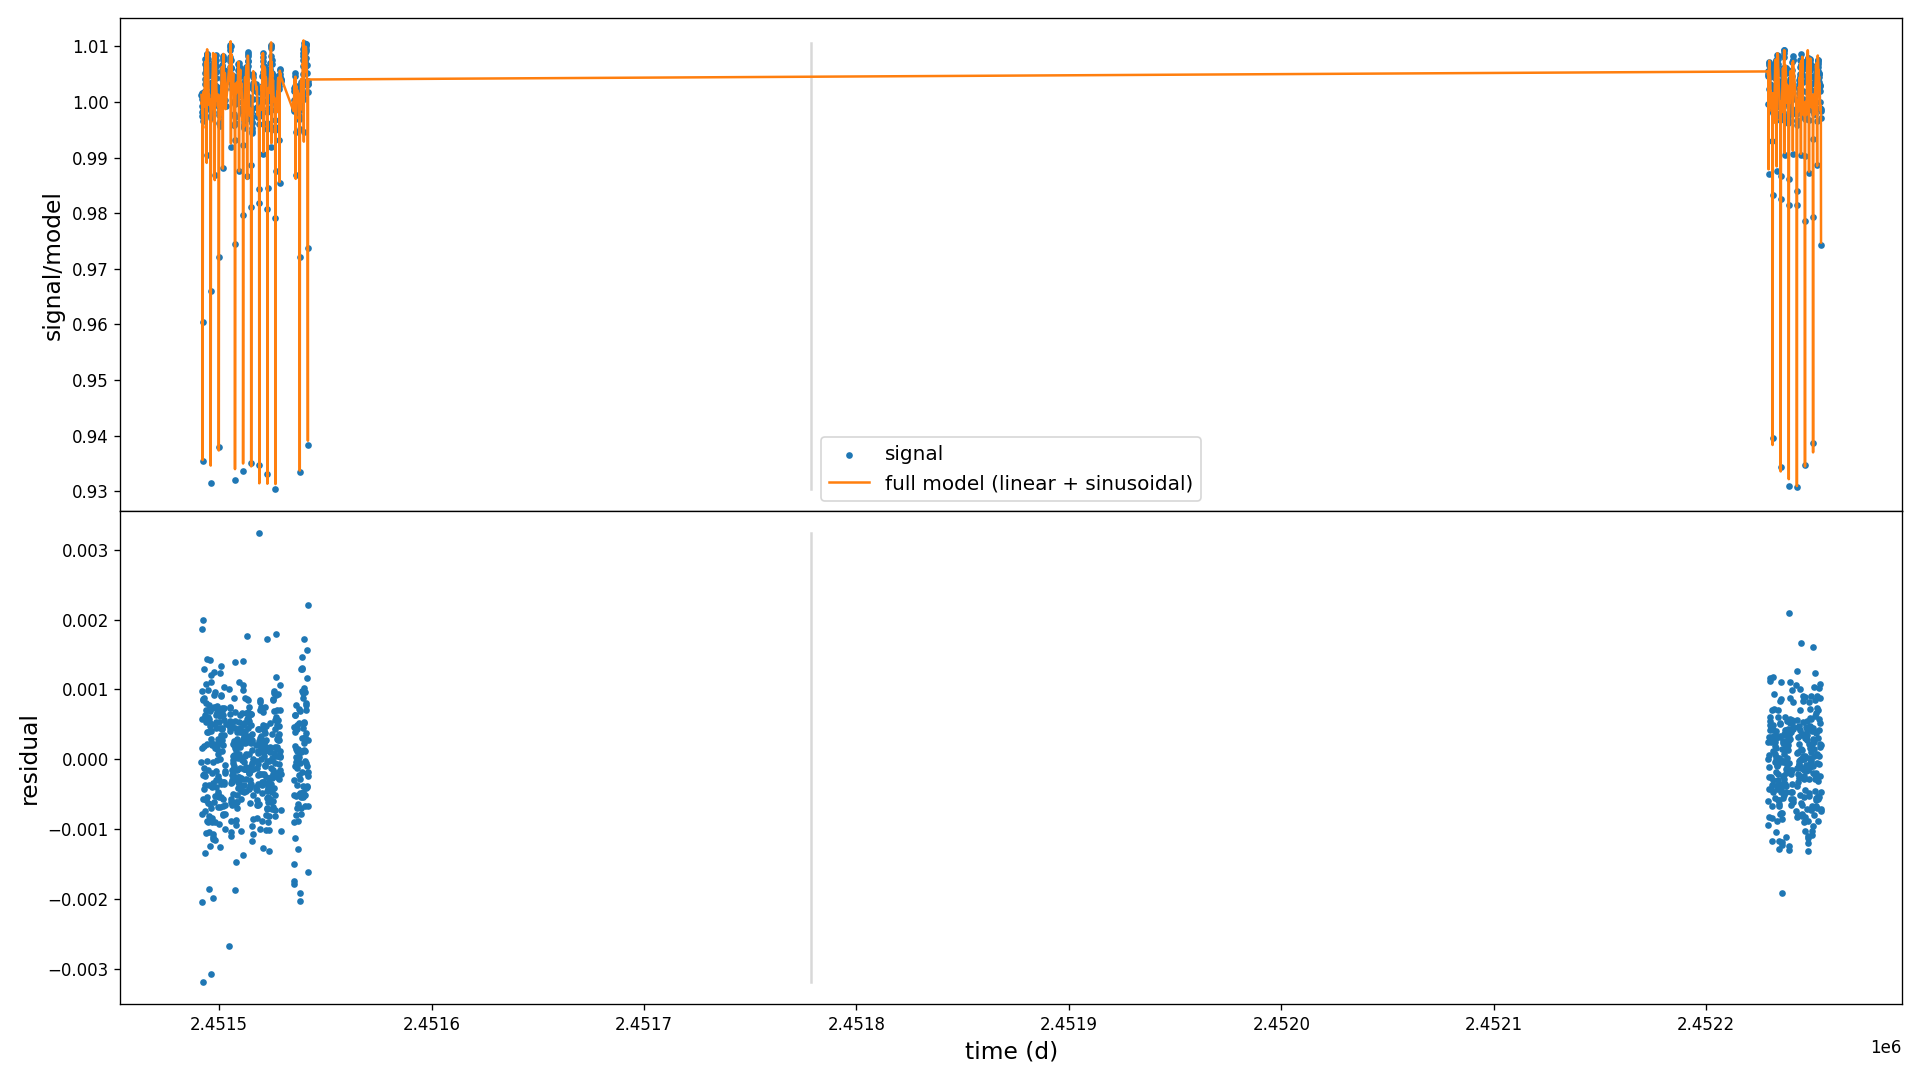 1.01
1.00
0.99
0.98
0.97
0.96
0.95
0.94
0.93
signal/model
signal
full model (linear + sinusoidal)
0.003
0.002
0.001
0.000
−0.001
−0.002
−0.003
residual
2.4515 2.4516 2.4517 2.4518 2.4519 2.4520 2.4521 2.4522
1e6
time (d)